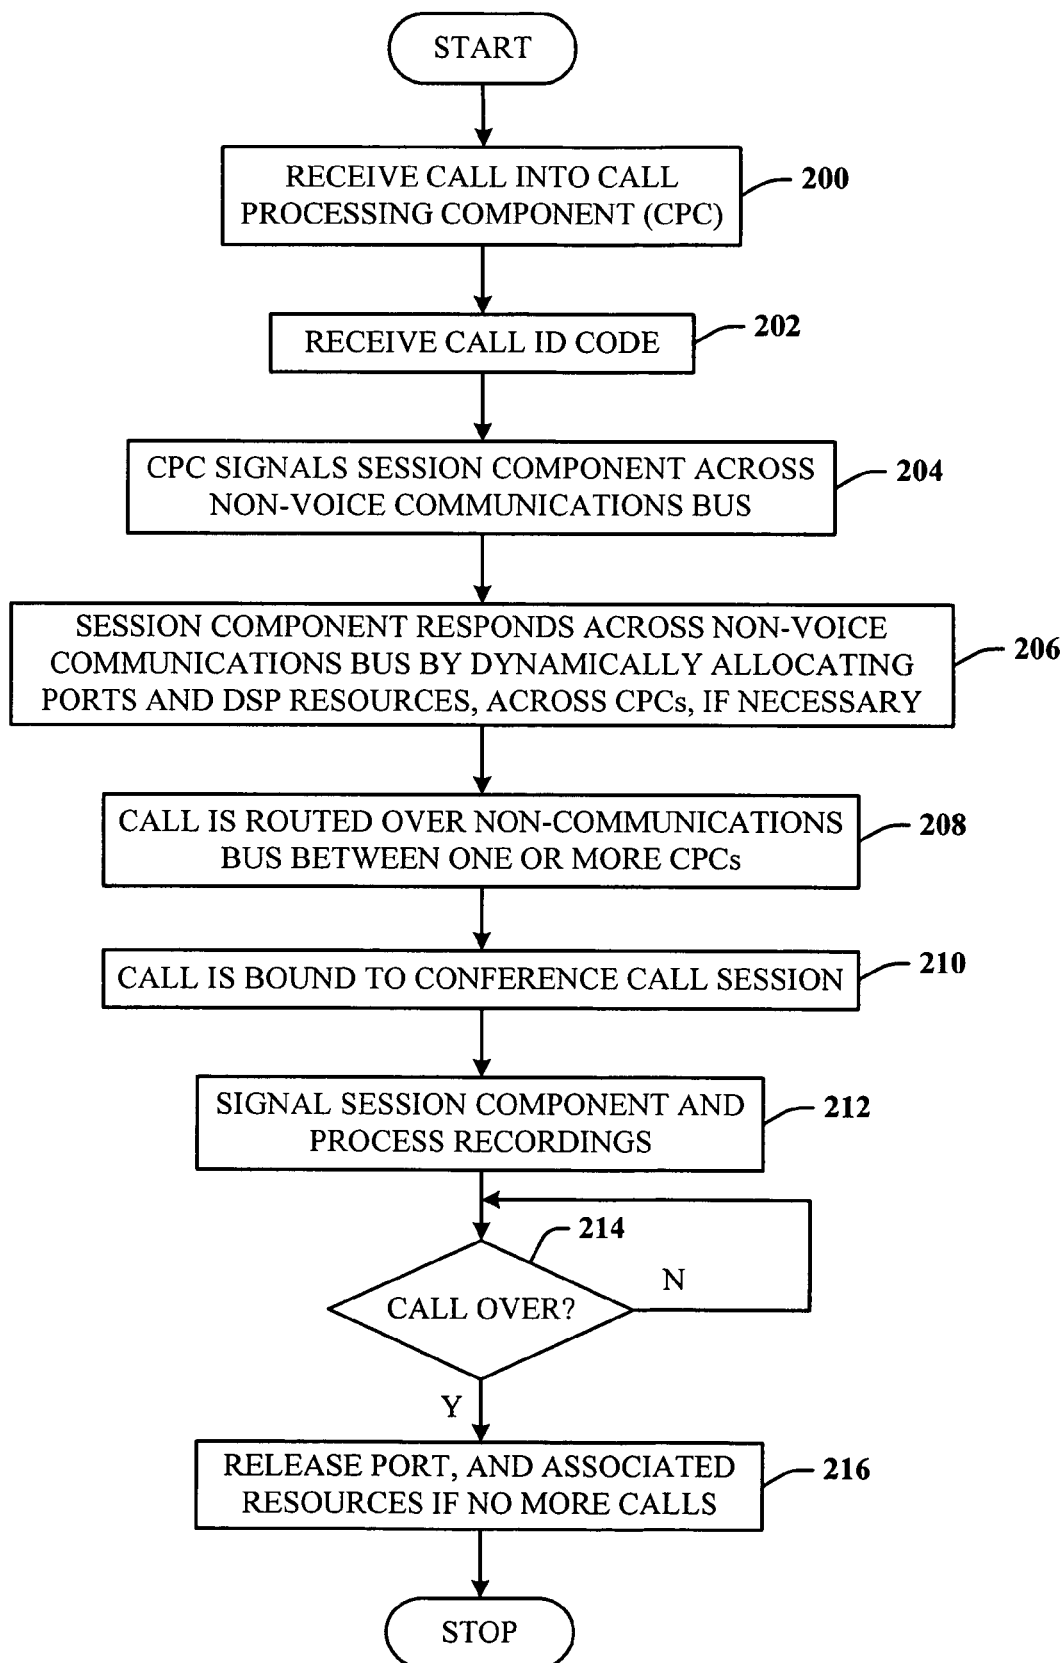 START
RECEIVE CALL INTO CALL
PROCESSING COMPONENT (CPC)
200
RECEIVE CALL ID CODE
202
CPC SIGNALS SESSION COMPONENT ACROSS
NON-VOICE COMMUNICATIONS BUS
204
SESSION COMPONENT RESPONDS ACROSS NON-VOICE
COMMUNICATIONS BUS BY DYNAMICALLY ALLOCATING
PORTS AND DSP RESOURCES, ACROSS CPCs, IF NECESSARY
206
CALL IS ROUTED OVER NON-COMMUNICATIONS
BUS BETWEEN ONE OR MORE CPCs
208
CALL IS BOUND TO CONFERENCE CALL SESSION
210
SIGNAL SESSION COMPONENT AND
PROCESS RECORDINGS
212
214
CALL OVER?
N
Y
RELEASE PORT, AND ASSOCIATED
RESOURCES IF NO MORE CALLS
216
STOP